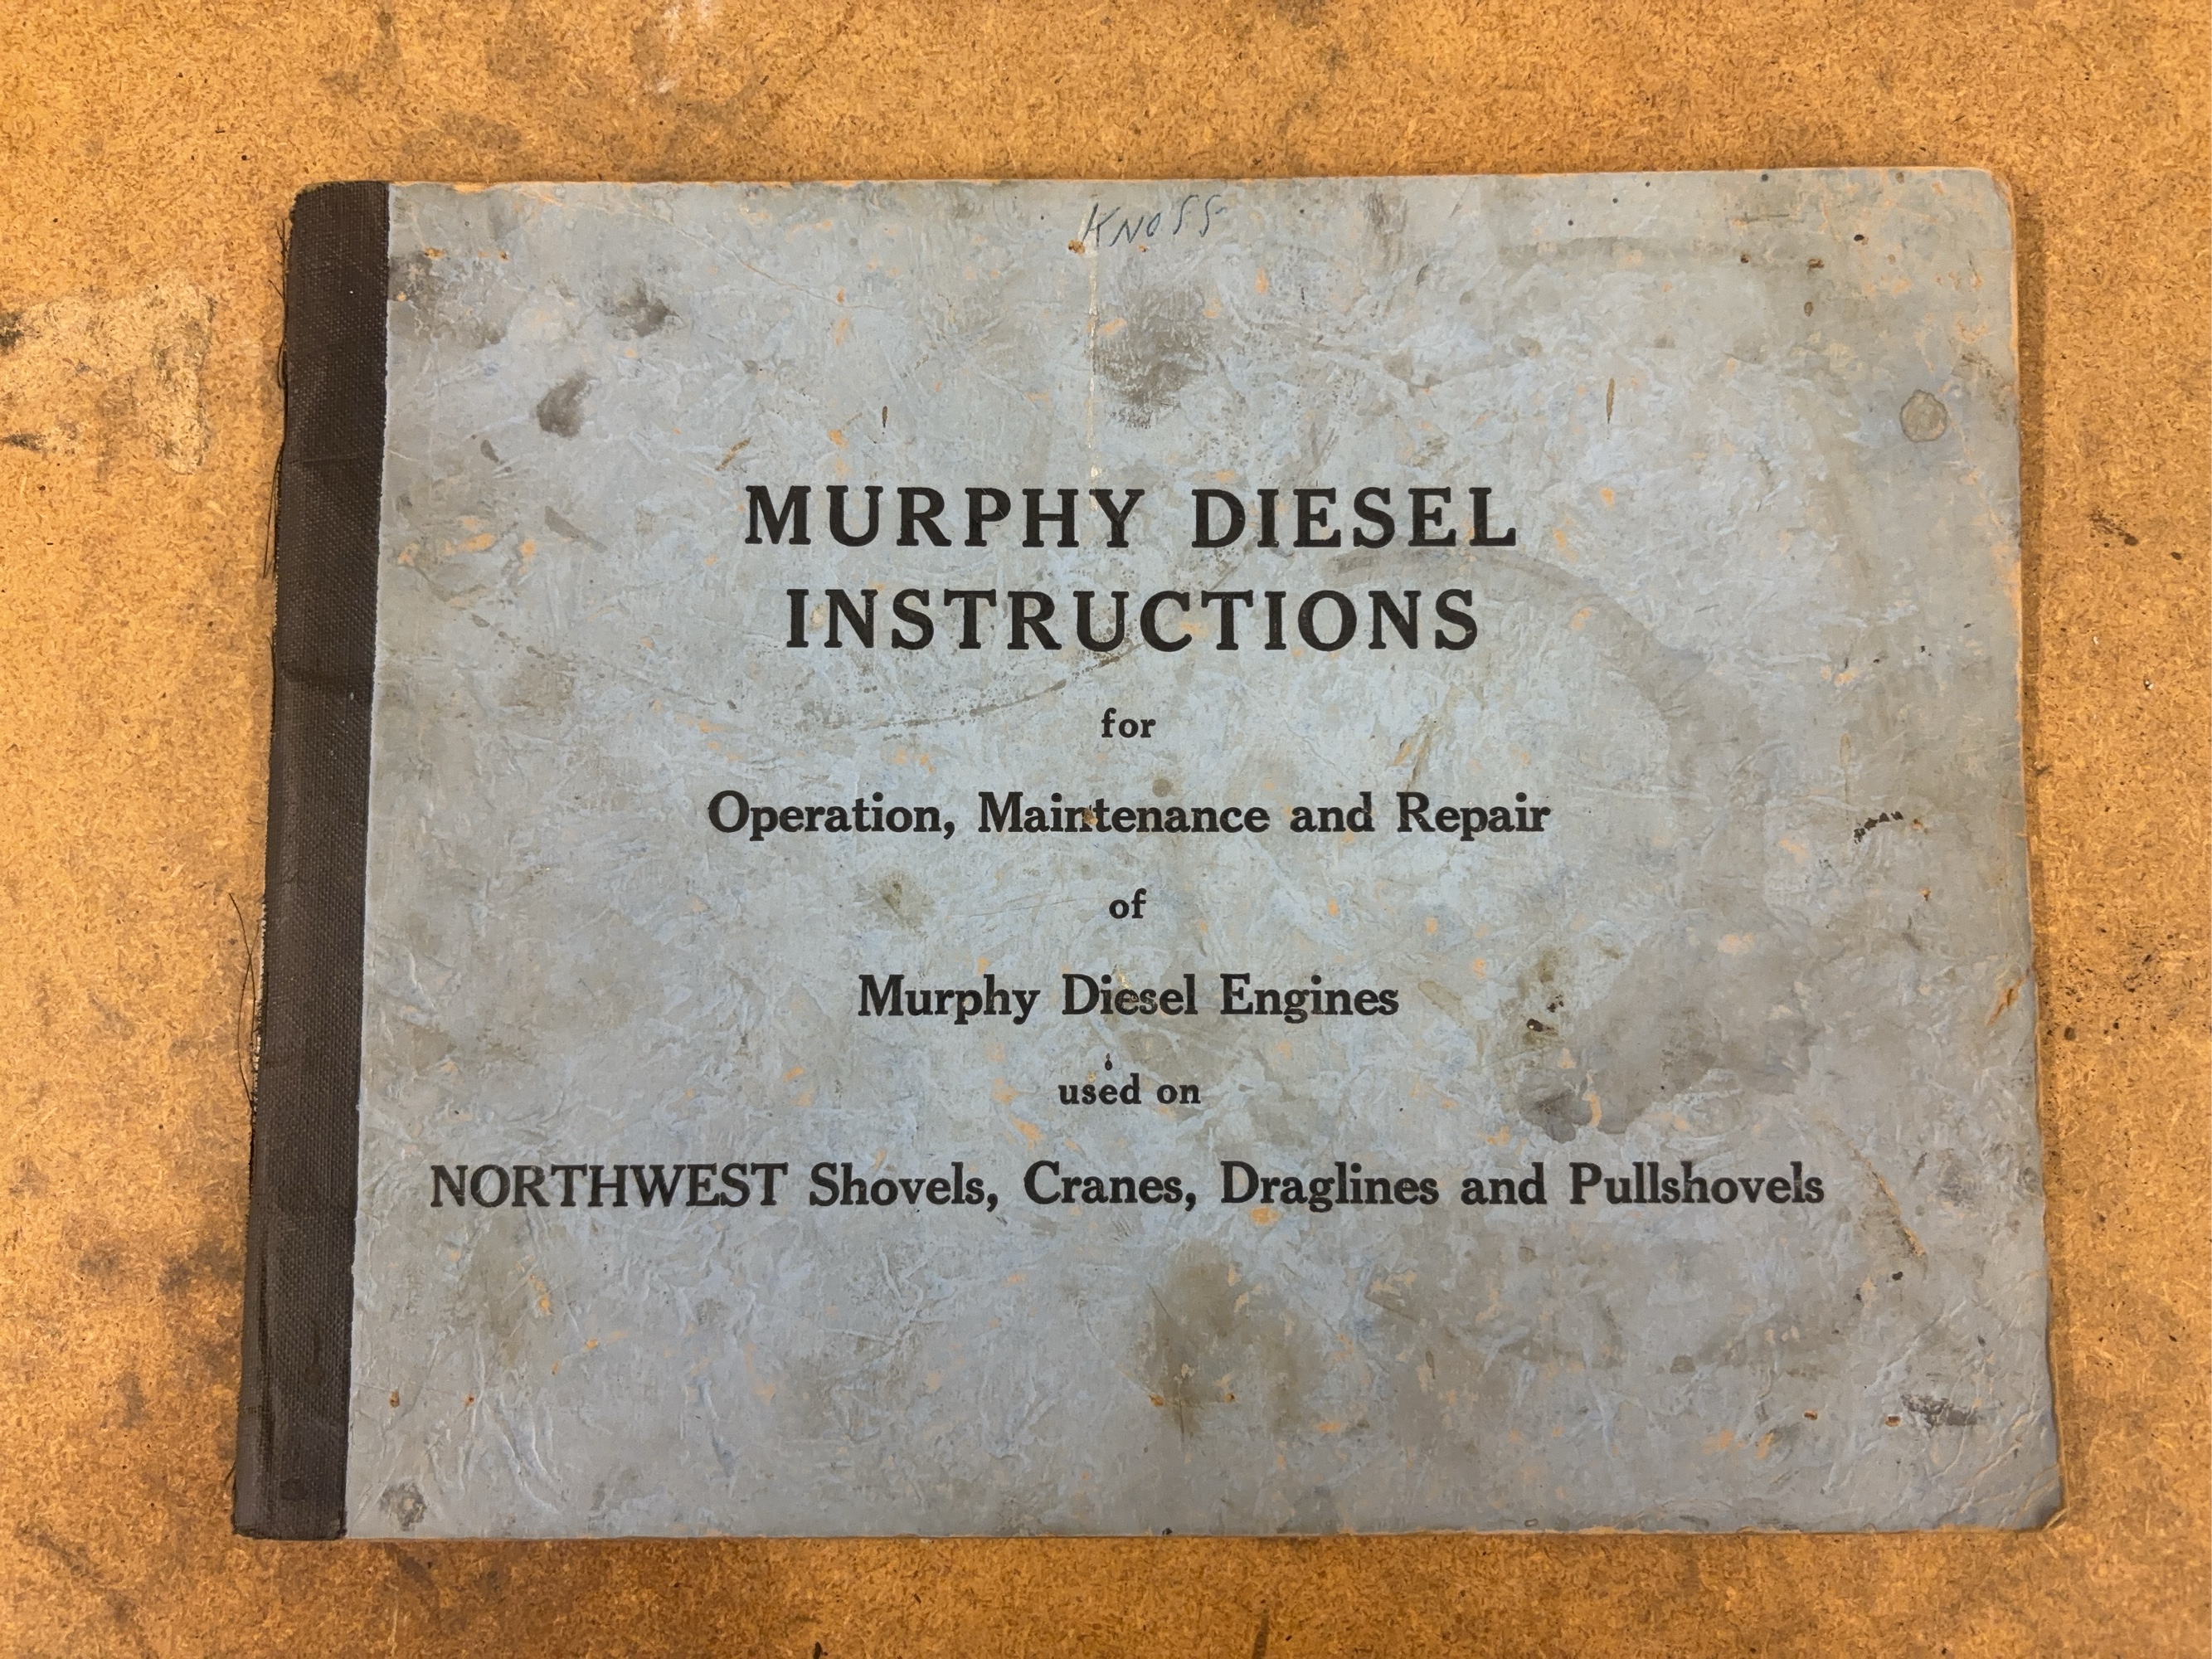 KNOSS
MURPHY DIESEL
INSTRUCTIONS
for
Operation, Maintenance and Repair
of
Murphy Diesel Engines
used on
NORTHWEST Shovels, Cranes, Draglines and Pullshovels